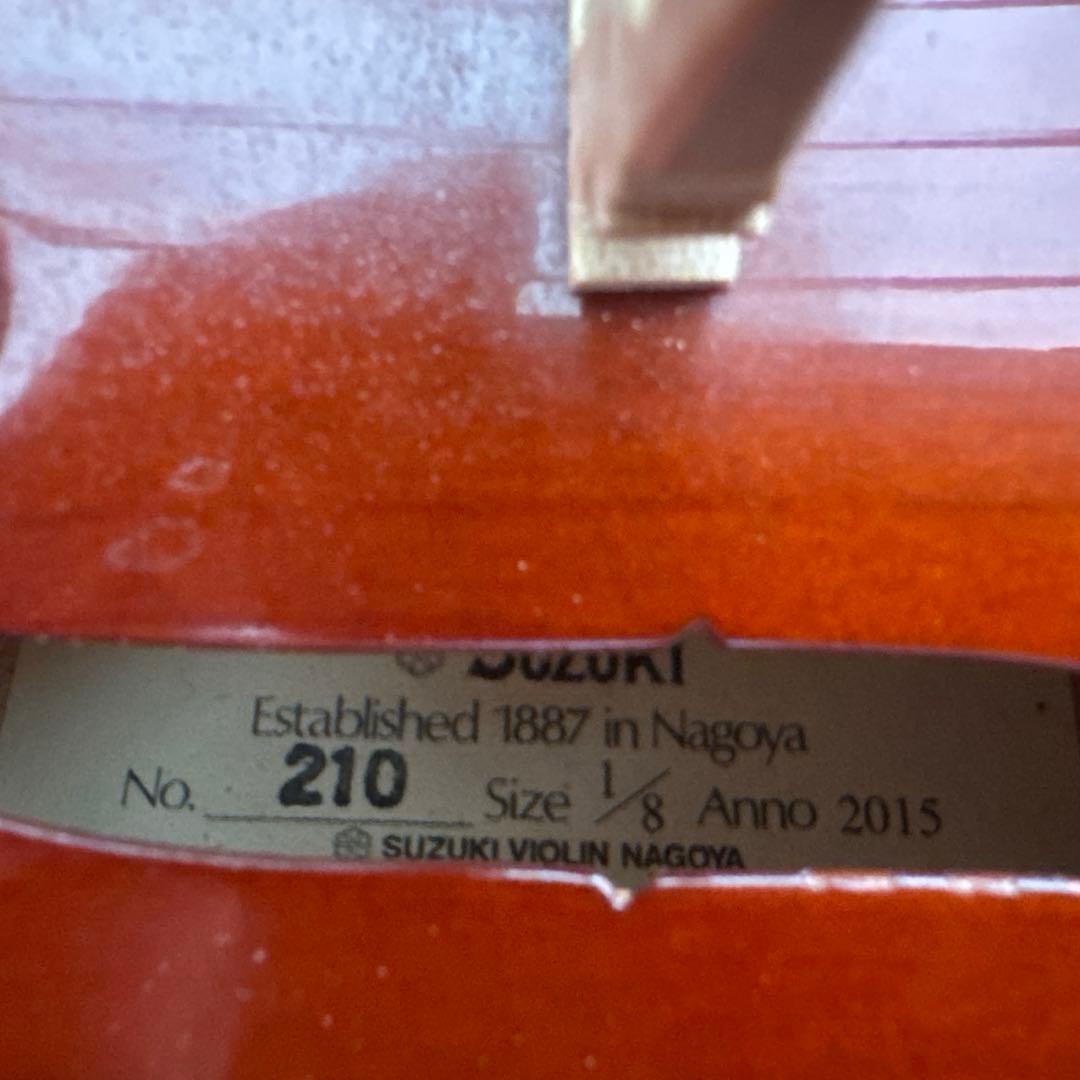 SUZUKI
Established 1887 in Nagoya
No. 210 Size 1/8 Anno 2015
SUZUKI VIOLIN NAGOYA